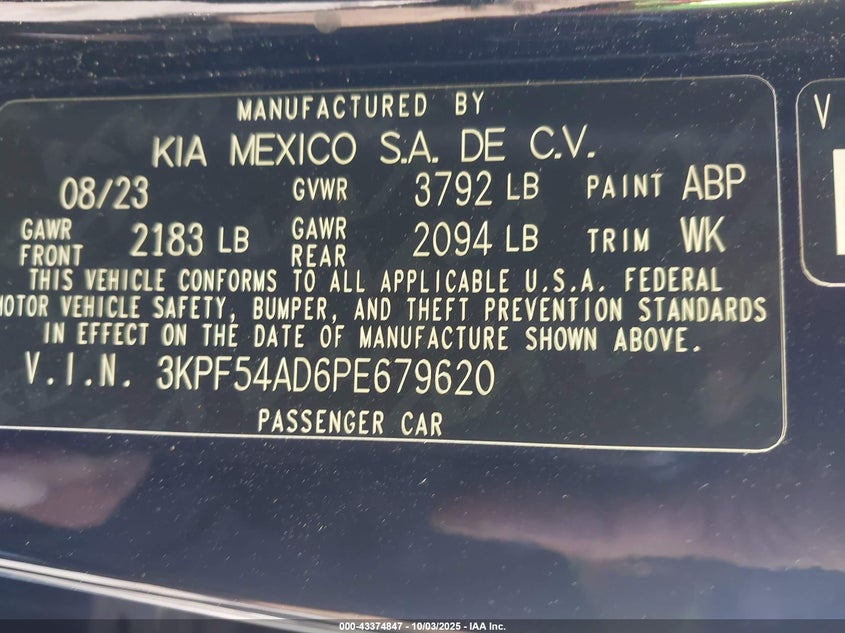 MANUFACTURED BY
KIA MEXICO S.A. DE C.V.
08/23 GVWR 3792 LB PAINT ABP
GAWR FRONT 2183 LB GAWR REAR 2094 LB TRIM WK
THIS VEHICLE CONFORMS TO ALL APPLICABLE U.S.A. FEDERAL
MOTOR VEHICLE SAFETY, BUMPER, AND THEFT PREVENTION STANDARDS
IN EFFECT ON THE DATE OF MANUFACTURE SHOWN ABOVE.
V.I.N. 3KPF54AD6PE679620
PASSENGER CAR
V
000-43374847 - 10/03/2025 - IAA Inc.